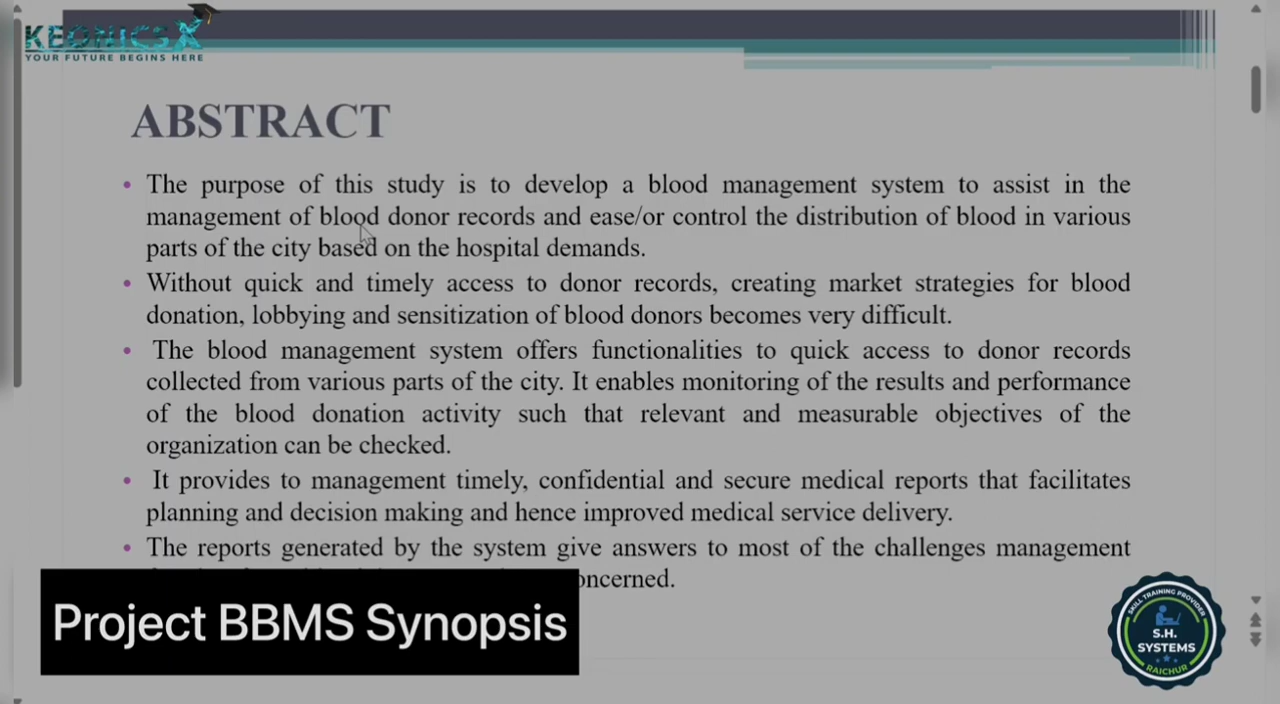 KEONICSX
YOUR FUTURE BEGINS HERE
ABSTRACT
• The purpose of this study is to develop a blood management system to assist in the
management of blood donor records and ease/or control the distribution of blood in various
parts of the city based on the hospital demands.
• Without quick and timely access to donor records, creating market strategies for blood
donation, lobbying and sensitization of blood donors becomes very difficult.
• The blood management system offers functionalities to quick access to donor records
collected from various parts of the city. It enables monitoring of the results and performance
of the blood donation activity such that relevant and measurable objectives of the
organization can be checked.
• It provides to management timely, confidential and secure medical reports that facilitates
planning and decision making and hence improved medical service delivery.
• The reports generated by the system give answers to most of the challenges management
concerned.
Project BBMS Synopsis
SKILL TRAINING PROVIDER
S.H.
SYSTEMS
RAICHUR